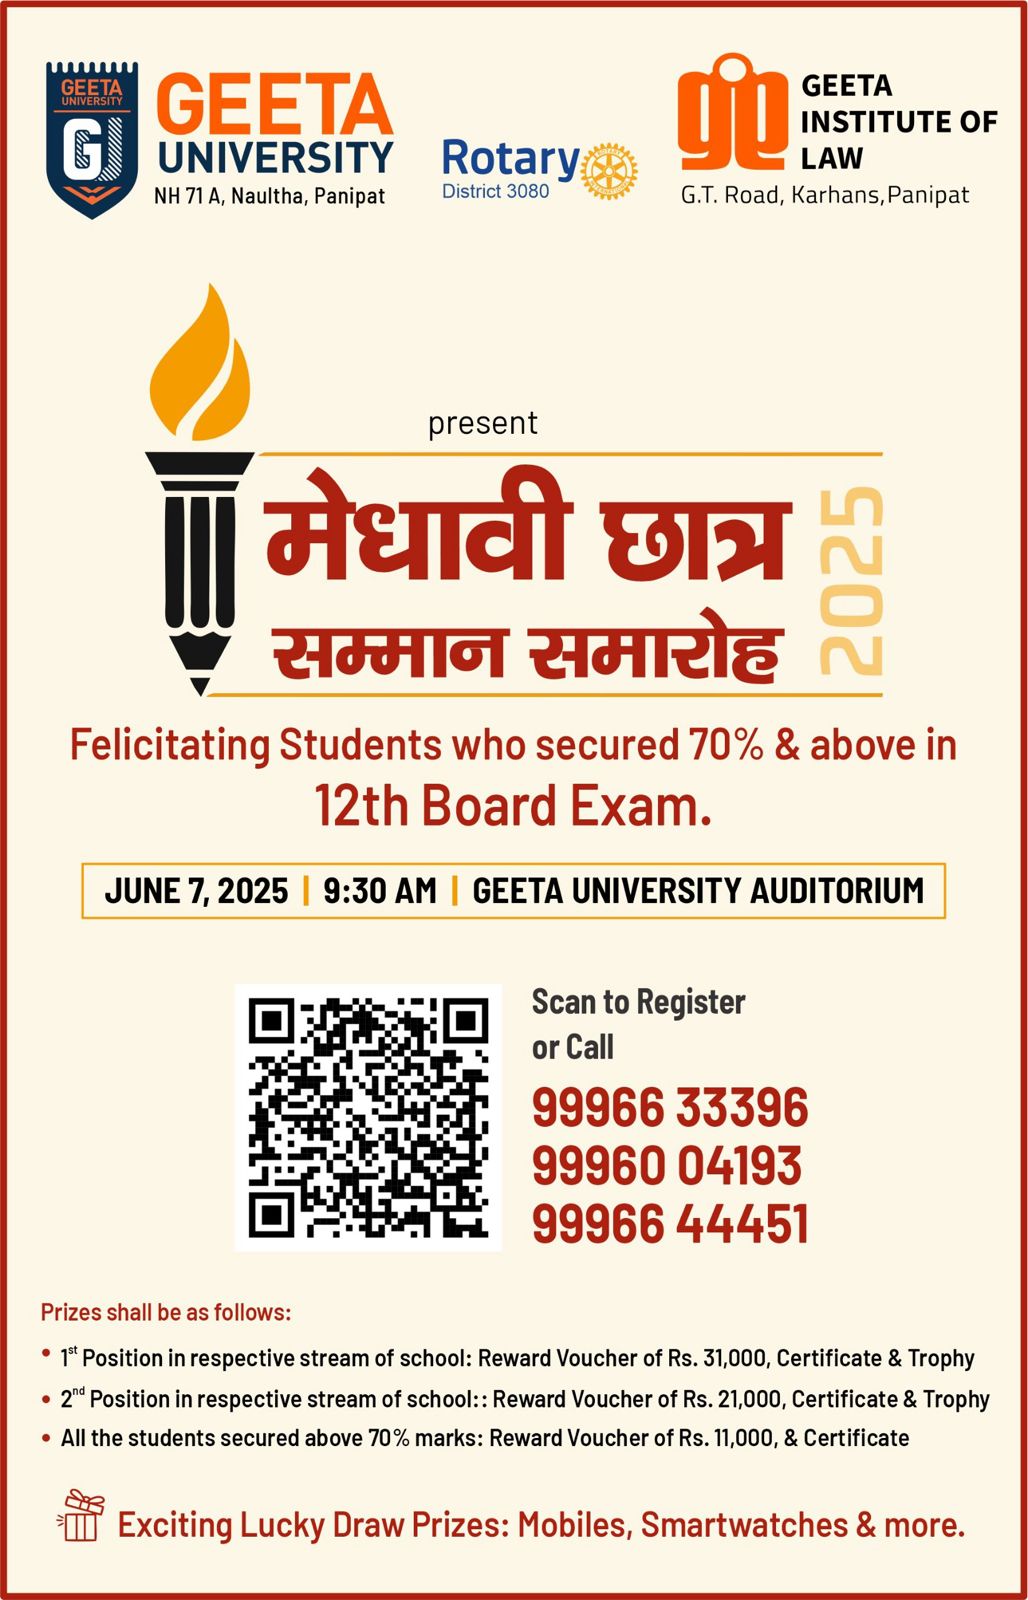 GEETA
UNIVERSITY
GU
GEETA
UNIVERSITY
NH 71 A, Naultha, Panipat
Rotary
District 3080
GEETA
INSTITUTE OF
LAW
G.T. Road, Karhans,Panipat
present
मेधावी छात्र
सम्मान समारोह
2025
Felicitating Students who secured 70% & above in
12th Board Exam.
JUNE 7, 2025 | 9:30 AM | GEETA UNIVERSITY AUDITORIUM
Scan to Register
or Call
99966 33396
99960 04193
99966 44451
Prizes shall be as follows:
• 1st Position in respective stream of school: Reward Voucher of Rs. 31,000, Certificate & Trophy
• 2nd Position in respective stream of school:: Reward Voucher of Rs. 21,000, Certificate & Trophy
• All the students secured above 70% marks: Reward Voucher of Rs. 11,000, & Certificate
Exciting Lucky Draw Prizes: Mobiles, Smartwatches & more.